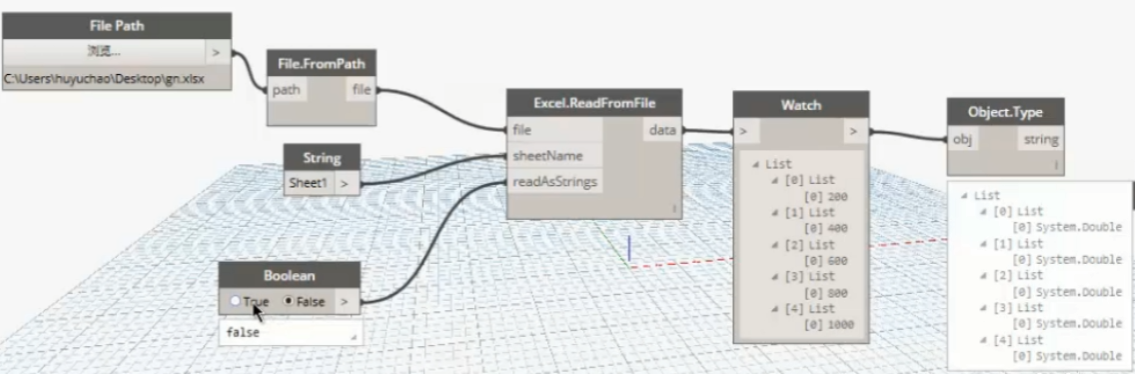 File Path
浏览... >
C:\Users\huyuchao\Desktop\gn.xlsx
File.FromPath
path file
String
Sheet1 >
Boolean
True False >
false
Excel.ReadFromFile
file data
sheetName
readAsStrings
Watch
> >
List
[0] List
[0] 200
[1] List
[0] 400
[2] List
[0] 600
[3] List
[0] 800
[4] List
[0] 1000
Object.Type
obj string
List
[0] List
[0] System.Double
[1] List
[0] System.Double
[2] List
[0] System.Double
[3] List
[0] System.Double
[4] List
[0] System.Double